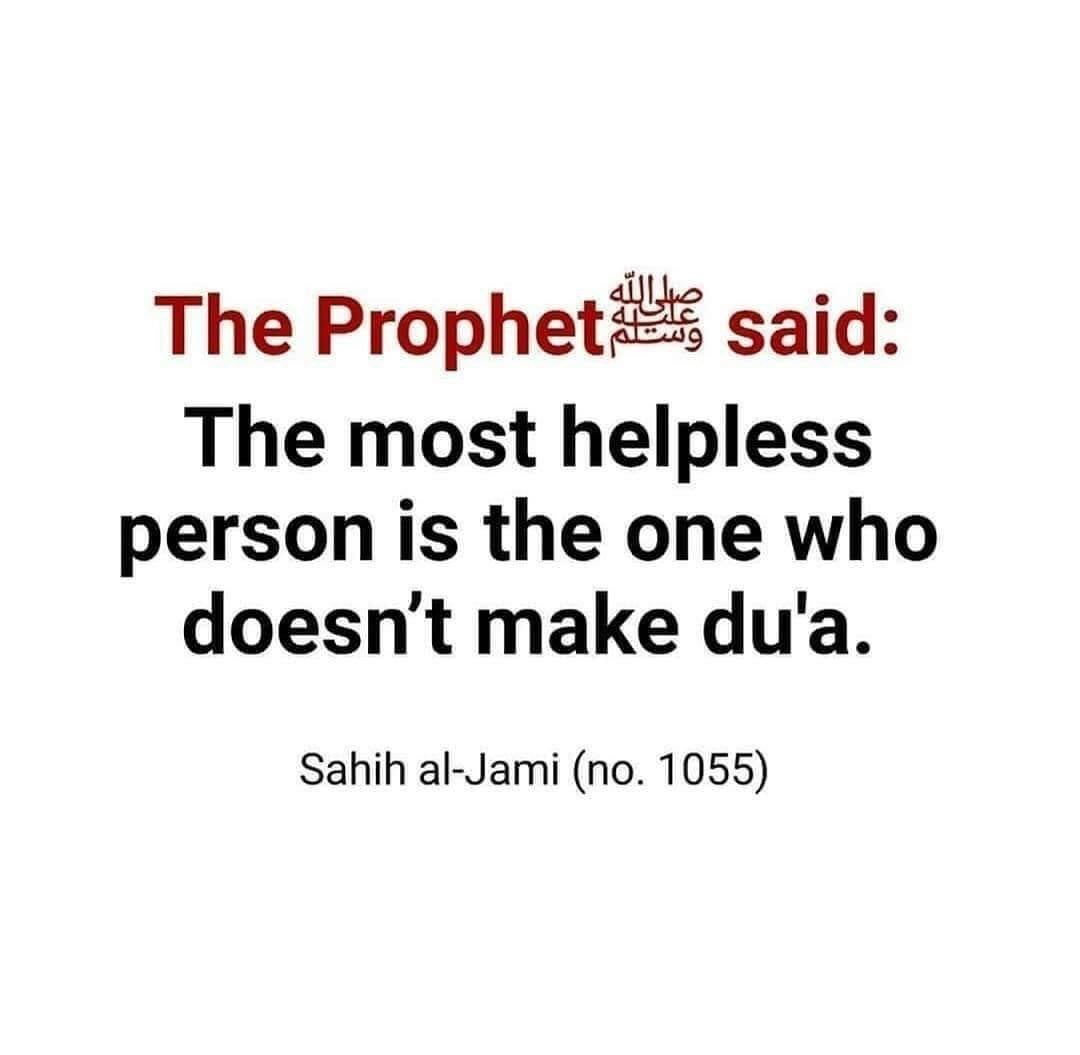 The Prophet ﷺ said:
The most helpless
person is the one who
doesn’t make du'a.
Sahih al-Jami (no. 1055)